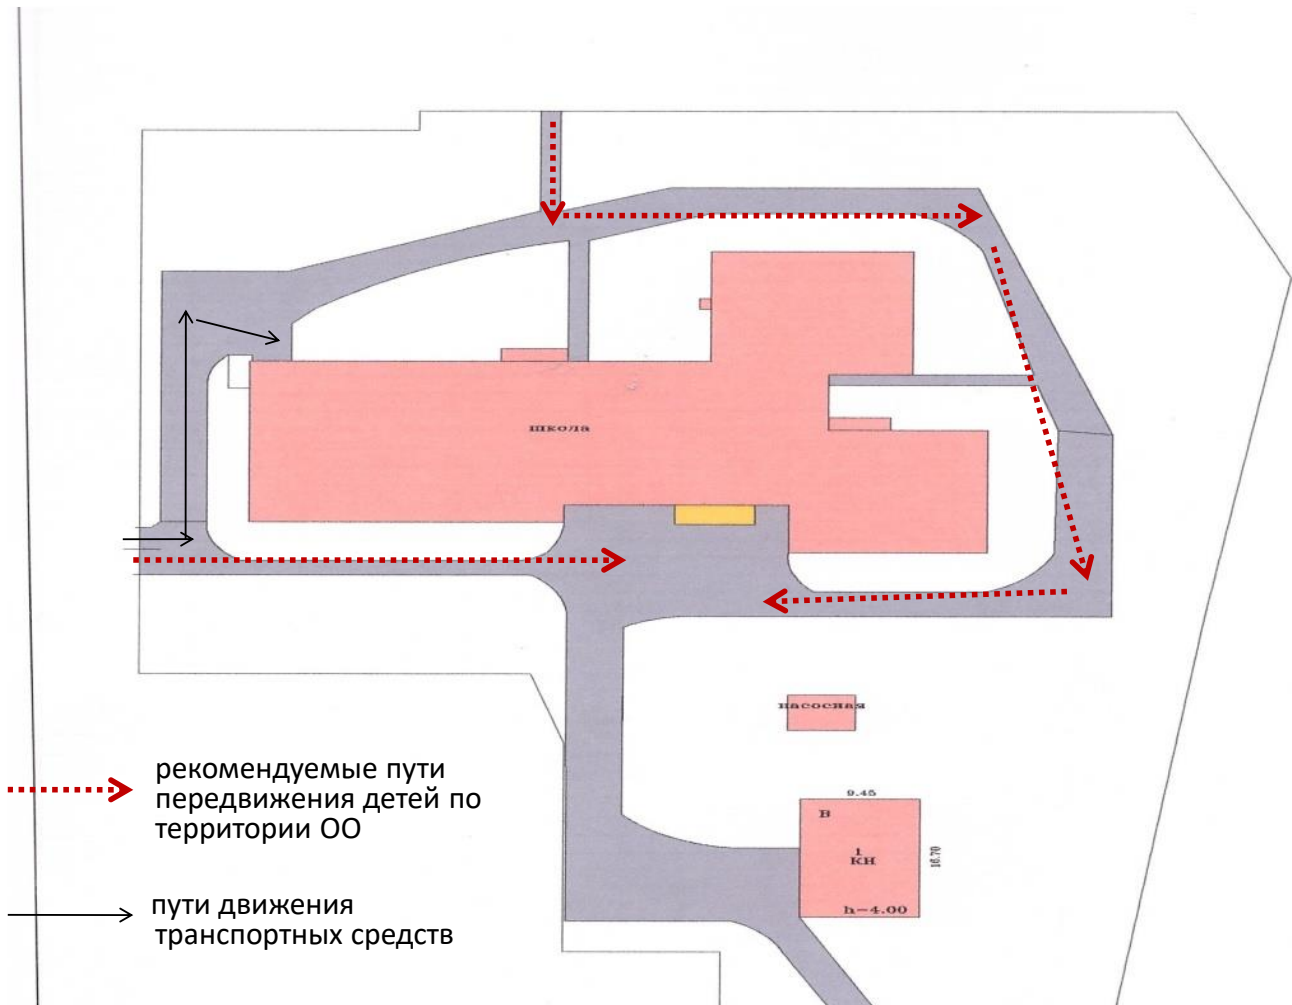 школа
насосная
9.45
В
1
КН
16.70
h-4.00
рекомендуемые пути
передвижения детей по
территории ОО
пути движения
транспортных средств